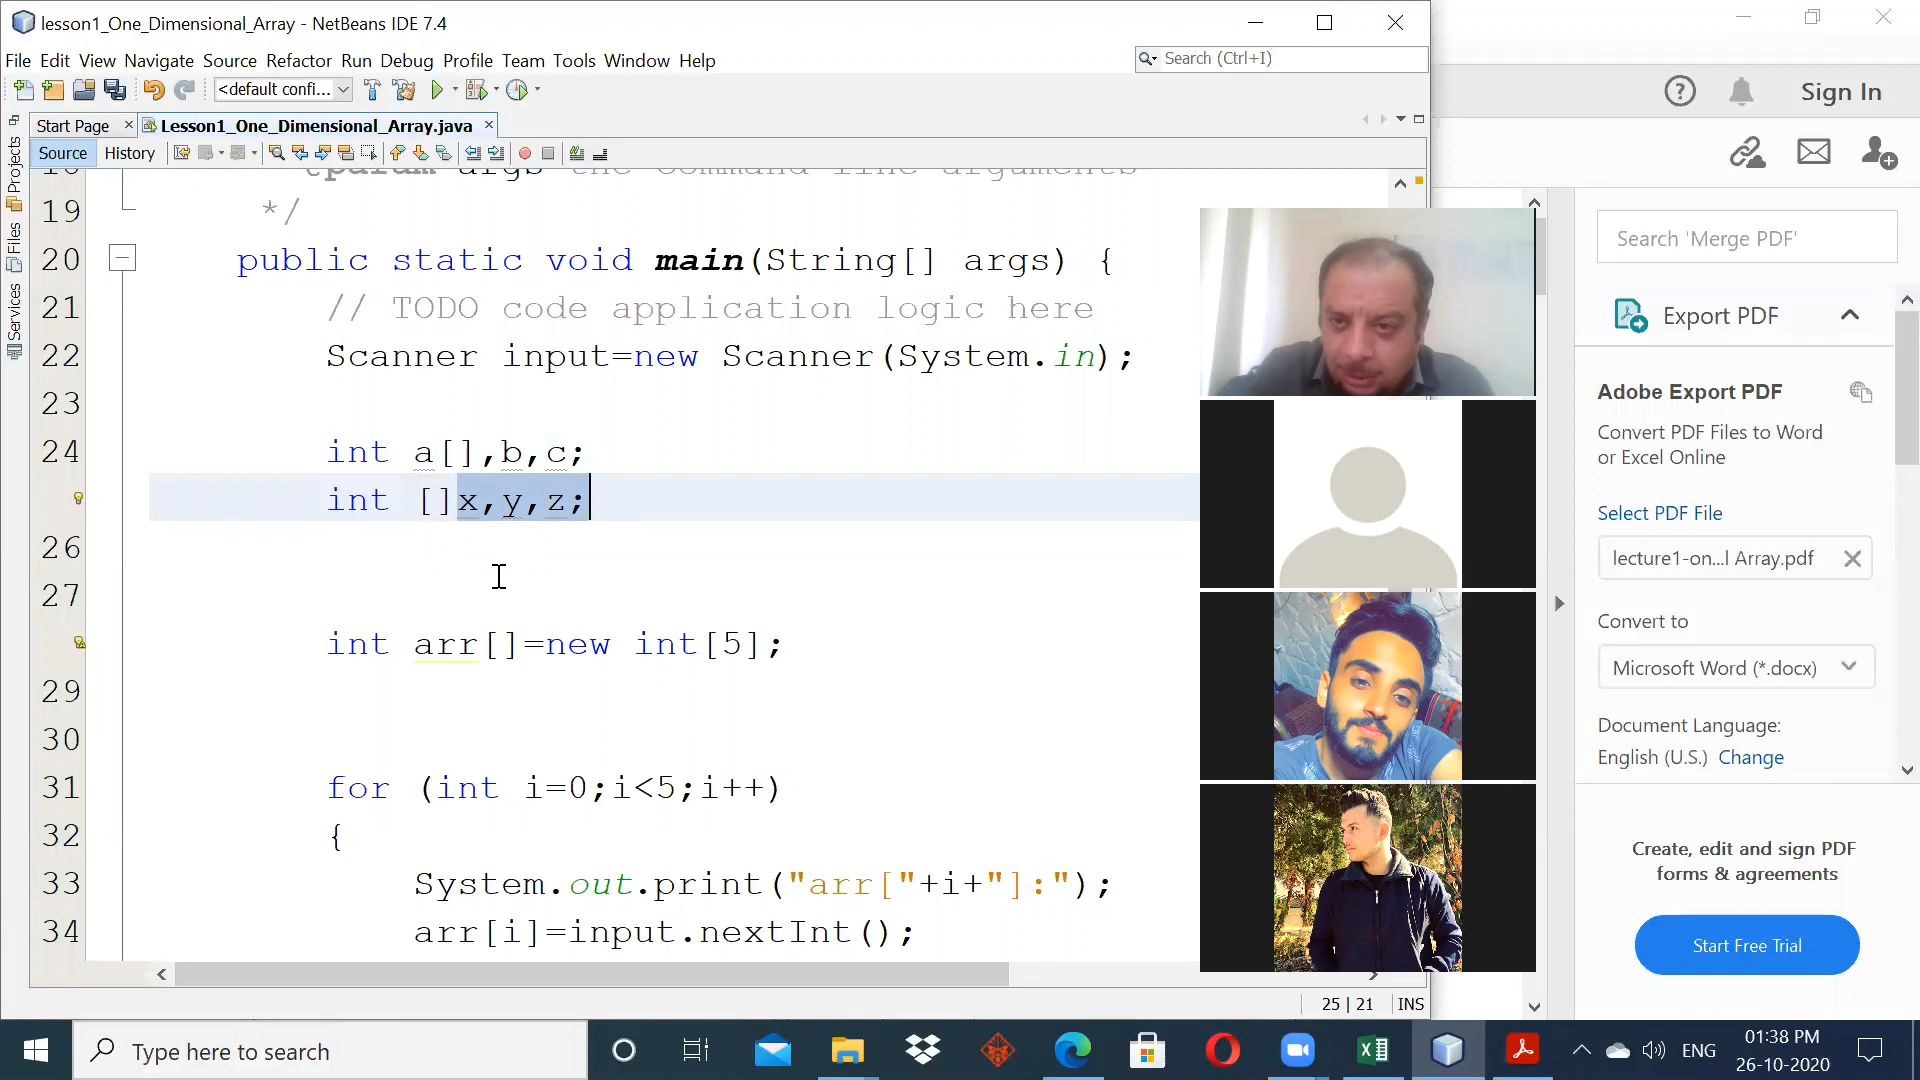 lesson1_One_Dimensional_Array - NetBeans IDE 7.4
File Edit View Navigate Source Refactor Run Debug Profile Team Tools Window Help
Search (Ctrl+I)
<default confi...
Start Page
Lesson1_One_Dimensional_Array.java
Source History
Projects
Files
Services
18 @param args the command line arguments
19 */
20 public static void main(String[] args) {
21 // TODO code application logic here
22 Scanner input=new Scanner(System.in);
23
24 int a[],b,c;
int []x,y,z;
26
27
int arr[]=new int[5];
29
30
31 for (int i=0;i<5;i++)
32 {
33 System.out.print("arr["+i+"]:");
34 arr[i]=input.nextInt();
25 | 21 INS
Sign In
Search 'Merge PDF'
Export PDF
Adobe Export PDF
Convert PDF Files to Word
or Excel Online
Select PDF File
lecture1-on...l Array.pdf
Convert to
Microsoft Word (*.docx)
Document Language:
English (U.S.) Change
Create, edit and sign PDF
forms & agreements
Start Free Trial
Type here to search
ENG
01:38 PM
26-10-2020